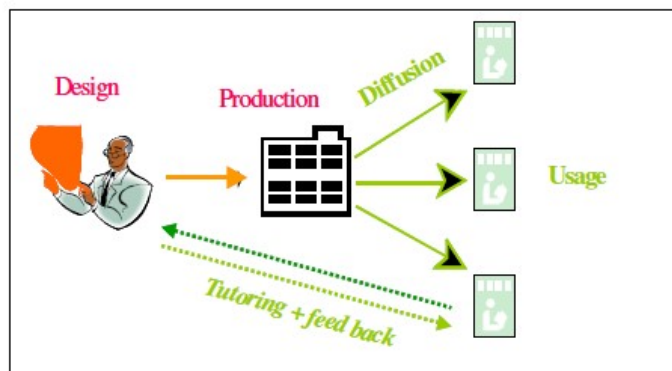 Design
Production
Diffusion
Usage
Tutoring + feed back